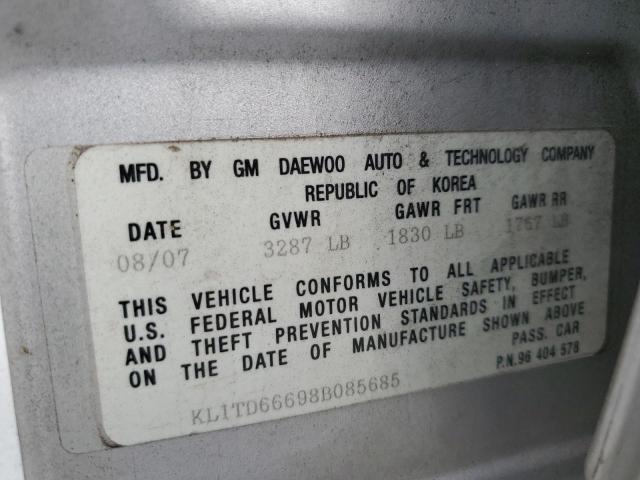 MFD. BY GM DAEWOO AUTO & TECHNOLOGY COMPANY
REPUBLIC OF KOREA
DATE GVWR GAWR FRT GAWR RR
08/07 3287 LB 1830 LB 1767 LB
THIS VEHICLE CONFORMS TO ALL APPLICABLE
U.S. FEDERAL MOTOR VEHICLE SAFETY, BUMPER,
AND THEFT PREVENTION STANDARDS IN EFFECT
ON THE DATE OF MANUFACTURE SHOWN ABOVE
PASS. CAR
KL1TD66698B085685 P.N.96 404 578